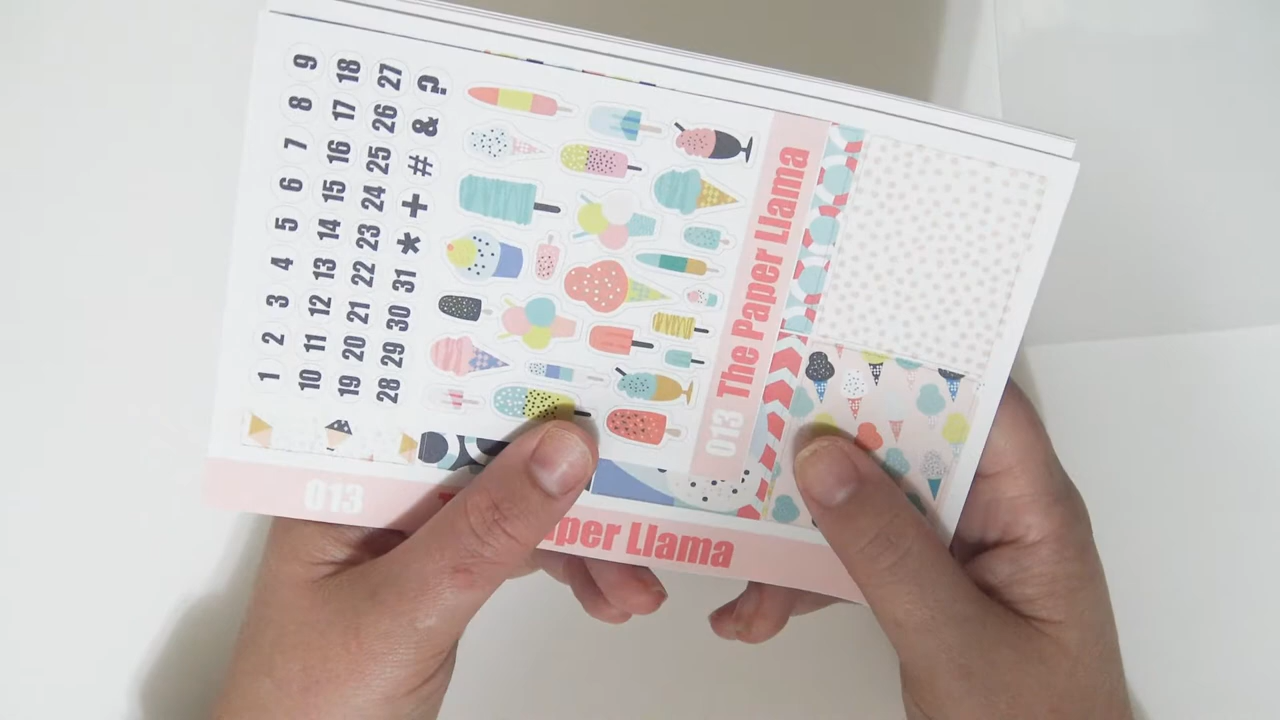 1 2 3 4 5 6 7 8 9
10 11 12 13 14 15 16 17 18
19 20 21 22 23 24 25 26 27
28 29 30 31 * + # & ?
013 The Paper Llama
013 Llama